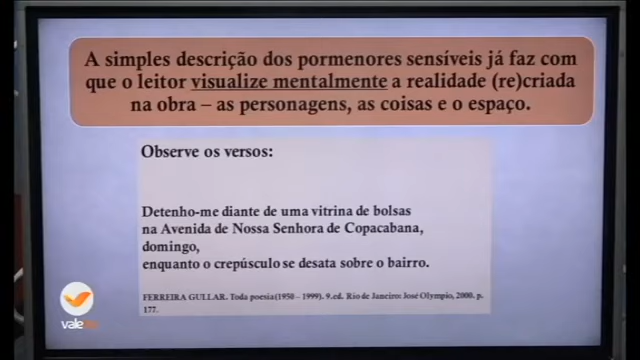 A simples descrição dos pormenores sensíveis já faz com
que o leitor visualize mentalmente a realidade (re)criada
na obra – as personagens, as coisas e o espaço.
Observe os versos:
Detenho-me diante de uma vitrina de bolsas
na Avenida de Nossa Senhora de Copacabana,
domingo,
enquanto o crepúsculo se desata sobre o bairro.
FERREIRA GULLAR. Toda poesia (1950 – 1999). 9.ed. Rio de Janeiro: José Olympio, 2000. p.
177.
vale